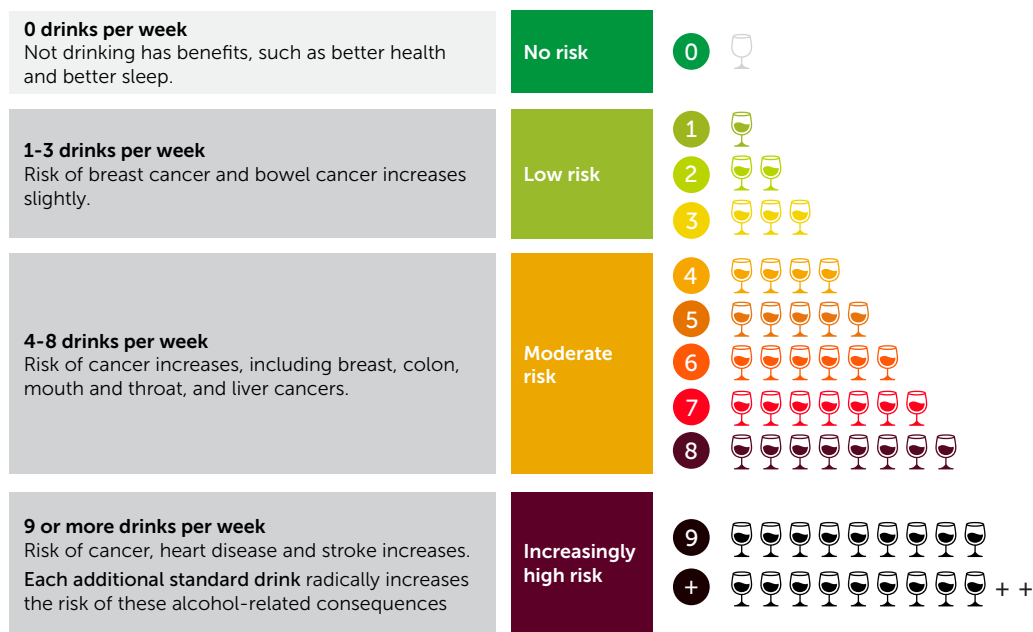 0 drinks per week
Not drinking has benefits, such as better health
and better sleep.
No risk
0
1-3 drinks per week
Risk of breast cancer and bowel cancer increases
slightly.
Low risk
1
2
3
4-8 drinks per week
Risk of cancer increases, including breast, colon,
mouth and throat, and liver cancers.
Moderate
risk
4
5
6
7
8
9 or more drinks per week
Risk of cancer, heart disease and stroke increases.
Each additional standard drink radically increases
the risk of these alcohol-related consequences
Increasingly
high risk
9
+
+ +